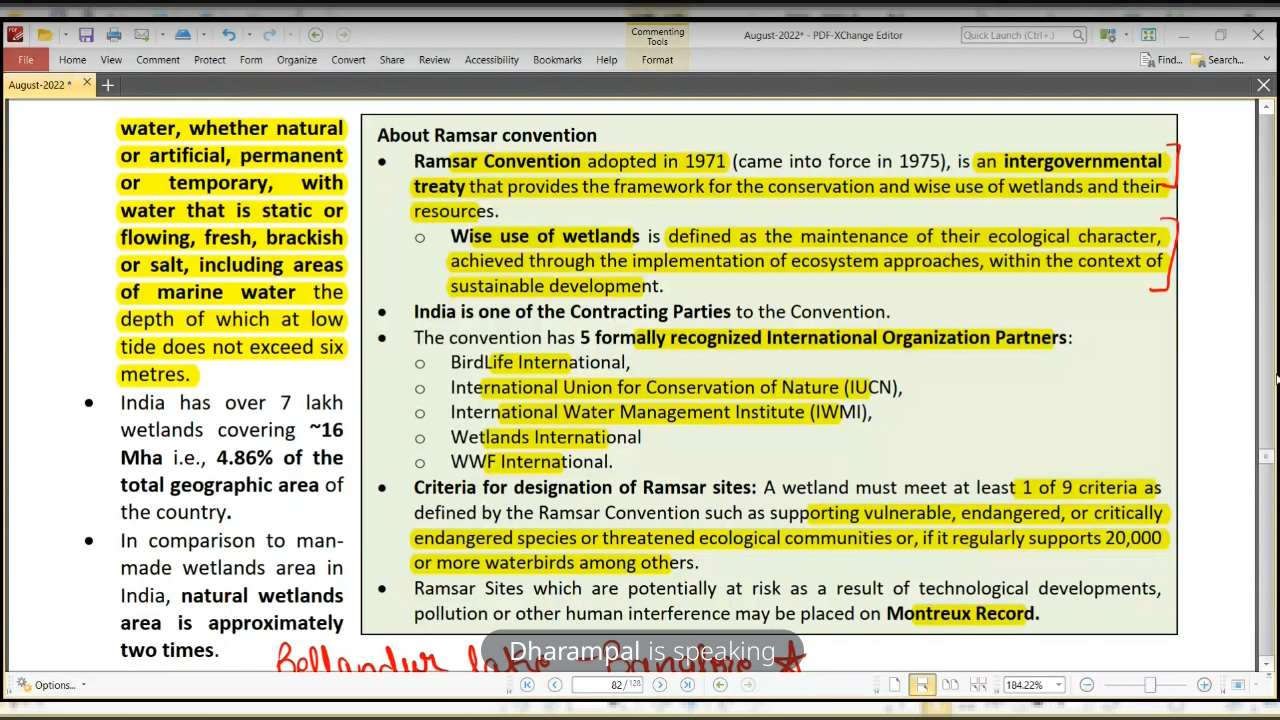 Commenting
Tools
August-2022* - PDF-XChange Editor
Quick Launch (Ctrl+.)
File
Home
View
Comment
Protect
Form
Organize
Convert
Share
Review
Accessibility
Bookmarks
Help
Format
Find...
Search...
August-2022 *
water, whether natural
or artificial, permanent
or temporary, with
water that is static or
flowing, fresh, brackish
or salt, including areas
of marine water the
depth of which at low
tide does not exceed six
metres.
• India has over 7 lakh
wetlands covering ~16
Mha i.e., 4.86% of the
total geographic area of
the country.
• In comparison to man-
made wetlands area in
India, natural wetlands
area is approximately
two times.
About Ramsar convention
• Ramsar Convention adopted in 1971 (came into force in 1975), is an intergovernmental
treaty that provides the framework for the conservation and wise use of wetlands and their
resources.
o Wise use of wetlands is defined as the maintenance of their ecological character,
achieved through the implementation of ecosystem approaches, within the context of
sustainable development.
• India is one of the Contracting Parties to the Convention.
• The convention has 5 formally recognized International Organization Partners:
o BirdLife International,
o International Union for Conservation of Nature (IUCN),
o International Water Management Institute (IWMI),
o Wetlands International
o WWF International.
• Criteria for designation of Ramsar sites: A wetland must meet at least 1 of 9 criteria as
defined by the Ramsar Convention such as supporting vulnerable, endangered, or critically
endangered species or threatened ecological communities or, if it regularly supports 20,000
or more waterbirds among others.
• Ramsar Sites which are potentially at risk as a result of technological developments,
pollution or other human interference may be placed on Montreux Record.
Bellandur lake -
Dharampal is speaking
Options...
82 / 128
184.22%